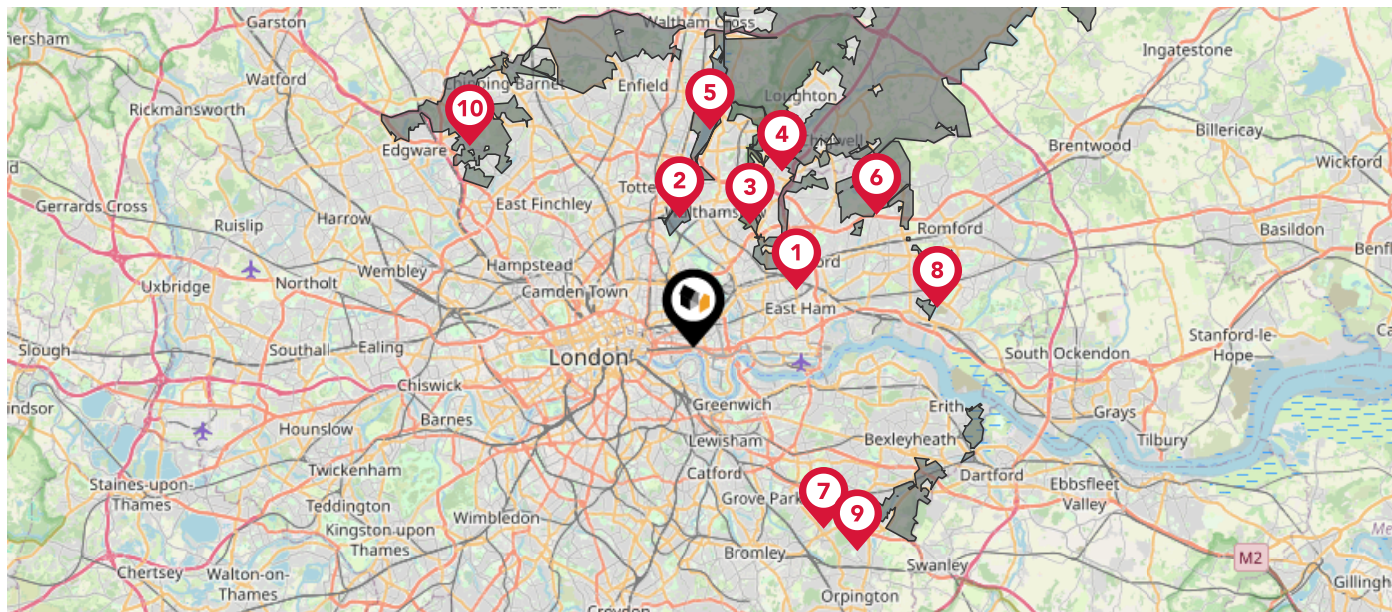 Garston
Waltham Cross
Ingatestone
Watford
Chipping Barnet
Enfield
5
Loughton
Rickmansworth
10
4
Chigwell
Billericay
Edgware
Brentwood
Wickford
2
3
6
Gerrards Cross
East Finchley
Walthamstow
Harrow
Ruislip
Romford
Basildon
1
Hampstead
8
Wembley
Uxbridge
Northolt
Camden Town
East Ham
Slough
Southall
Ealing
London
South Ockendon
Stanford-le-
Hope
Chiswick
Greenwich
Erith
Grays
Barnes
Hounslow
Lewisham
Bexleyheath
Tilbury
Twickenham
Catford
Dartford
Staines-upon-
Thames
7
Grove Park
Ebbsfleet
Valley
Teddington
9
Wimbledon
Kingston-upon
Thames
Bromley
M2
Swanley
Chertsey
Walton-on-
Thames
Orpington